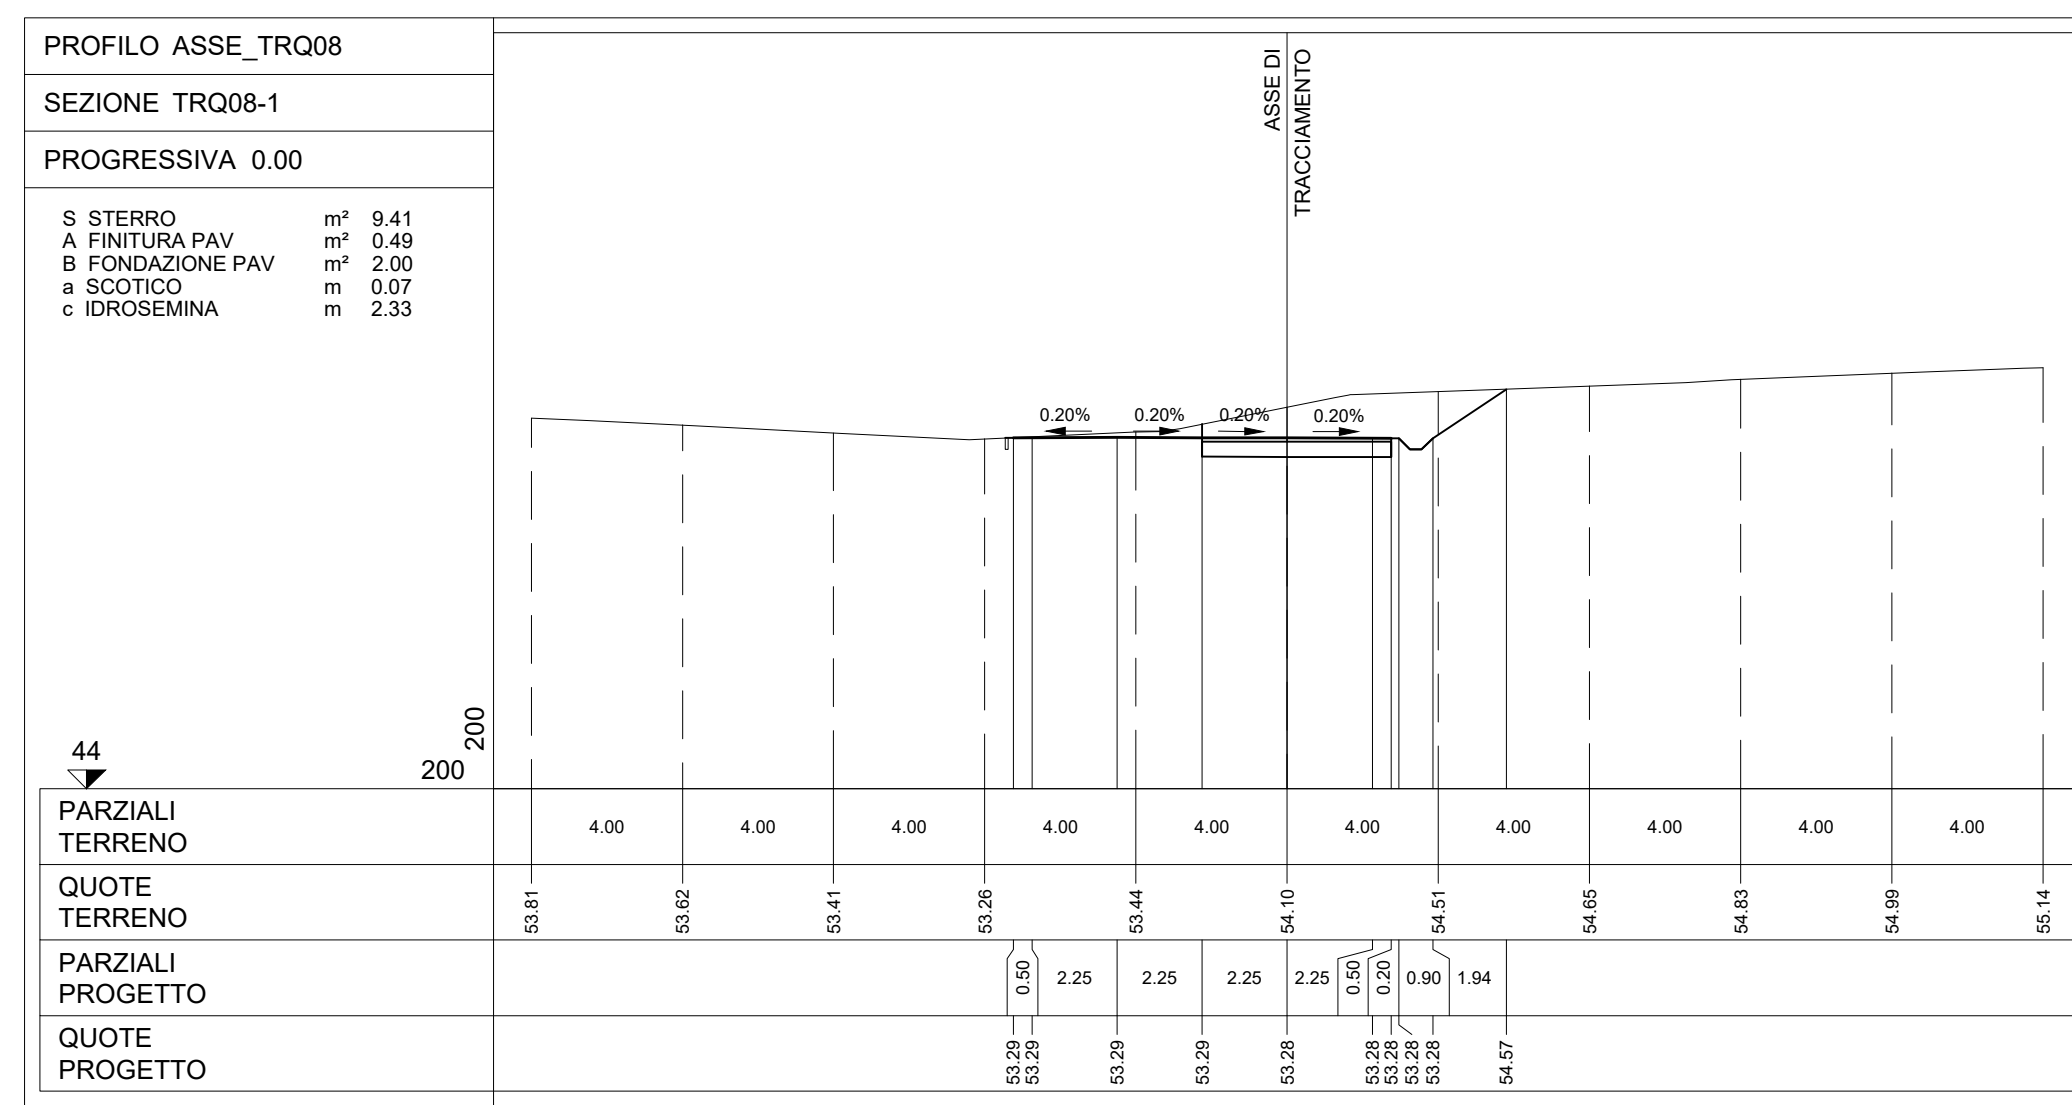 PROFILO ASSE_TRQ08
SEZIONE TRQ08-1
PROGRESSIVA 0.00
S STERRO m² 9.41
A FINITURA PAV m² 0.49
B FONDAZIONE PAV m² 2.00
a SCOTICO m 0.07
c IDROSEMINA m 2.33
ASSE DI
TRACCIAMENTO
0.20% 0.20% 0.20% 0.20%
44
200
200
PARZIALI
TERRENO
4.00 4.00 4.00 4.00 4.00 4.00 4.00 4.00 4.00 4.00
QUOTE
TERRENO
53.81 53.62 53.41 53.26 53.44 54.10 54.51 54.65 54.83 54.99 55.14
PARZIALI
PROGETTO
0.50 2.25 2.25 2.25 2.25 0.50 0.20 0.90 1.94
QUOTE
PROGETTO
53.29 53.29 53.29 53.29 53.28 53.28 53.28 53.28 53.28 54.57